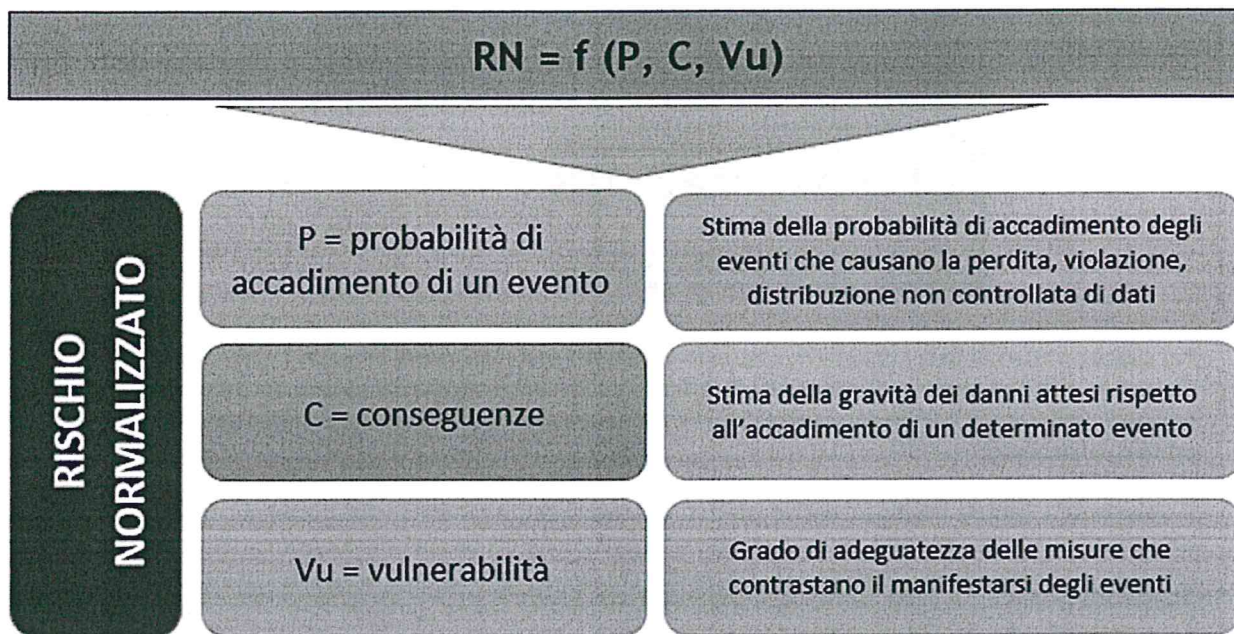 RN = f (P, C, Vu)
RISCHIO
NORMALIZZATO
P = probabilità di
accadimento di un evento
Stima della probabilità di accadimento degli
eventi che causano la perdita, violazione,
distribuzione non controllata di dati
C = conseguenze
Stima della gravità dei danni attesi rispetto
all'accadimento di un determinato evento
Vu = vulnerabilità
Grado di adeguatezza delle misure che
contrastano il manifestarsi degli eventi